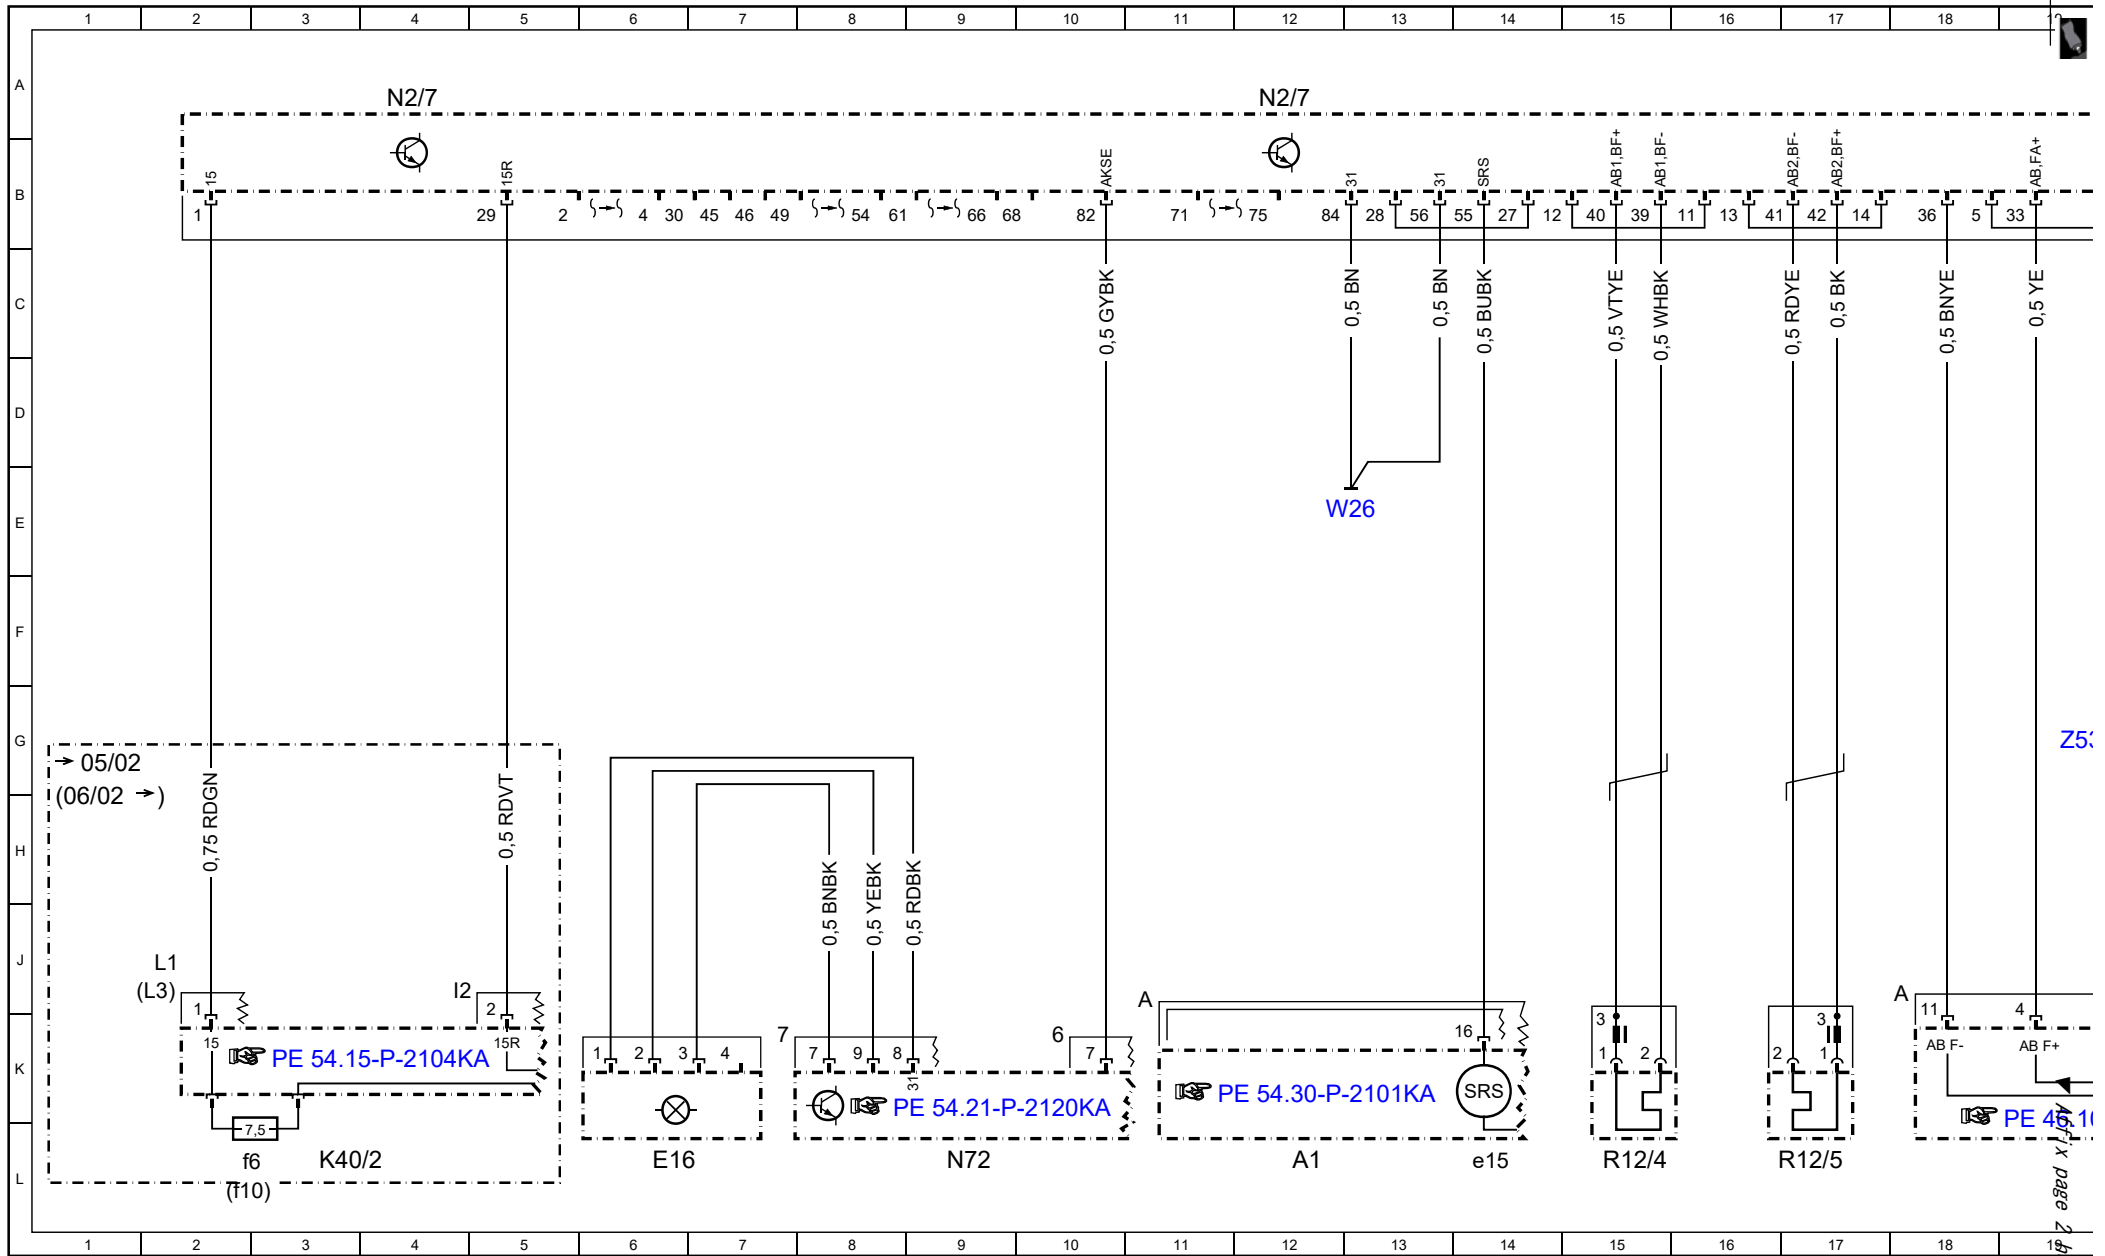 1 2 3 4 5 6 7 8 9 10 11 12 13 14 15 16 17 18 19
A
N2/7 N2/7
15 15R AKSE 31 31 SRS AB1,BF+ AB1,BF- AB2,BF- AB2,BF+ AB,FA+
B
1 29 2 4 30 45 46 49 54 61 66 68 82 71 75 84 28 56 55 27 12 40 39 11 13 41 42 14 36 5 33
C
0,5 GYBK 0,5 BN 0,5 BN 0,5 BUBK 0,5 VTYE 0,5 WHBK 0,5 RDYE 0,5 BK 0,5 BNYE 0,5 YE
D
W26
E
F
G
Z53
→ 05/02
(06/02 →)
0,75 RDGN 0,5 RDVT
H
0,5 BNBK 0,5 YEBK 0,5 RDBK
J
L1 I2
(L3)
A A
1 2 11 4
3 3
16
15 15R 7 6 AB F- AB F+
1 2 3 4 7 9 8 7 1 2 2 1
K
PE 54.15-P-2104KA
31
SRS
PE 54.30-P-2101KA
PE 54.21-P-2120KA
PE 46.10
7,5
f6 K40/2 E16 N72 A1 e15 R12/4 R12/5
L
(f10)
Affix page 2 h
1 2 3 4 5 6 7 8 9 10 11 12 13 14 15 16 17 18 19